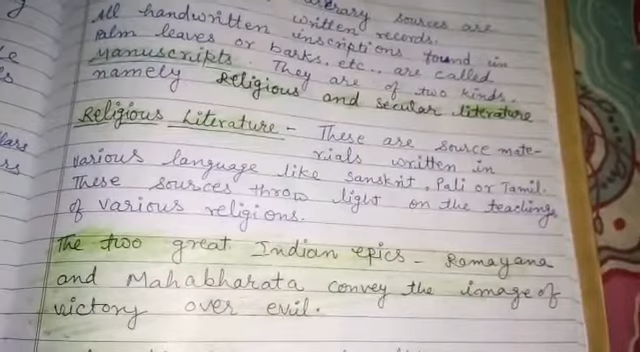 literary sources are
written records.
All handwritten inscriptions found in
palm leaves or barks, etc., are called
Manuscripts. They are of two kinds,
namely Religious and secular literature
Religious Literature - These are source mate-
rials written in
various language like sanskrit, Pali or Tamil.
These sources throw light on the teachings
of various religions.
The two great Indian epics - Ramayana
and Mahabharata convey the image of
victory over evil.